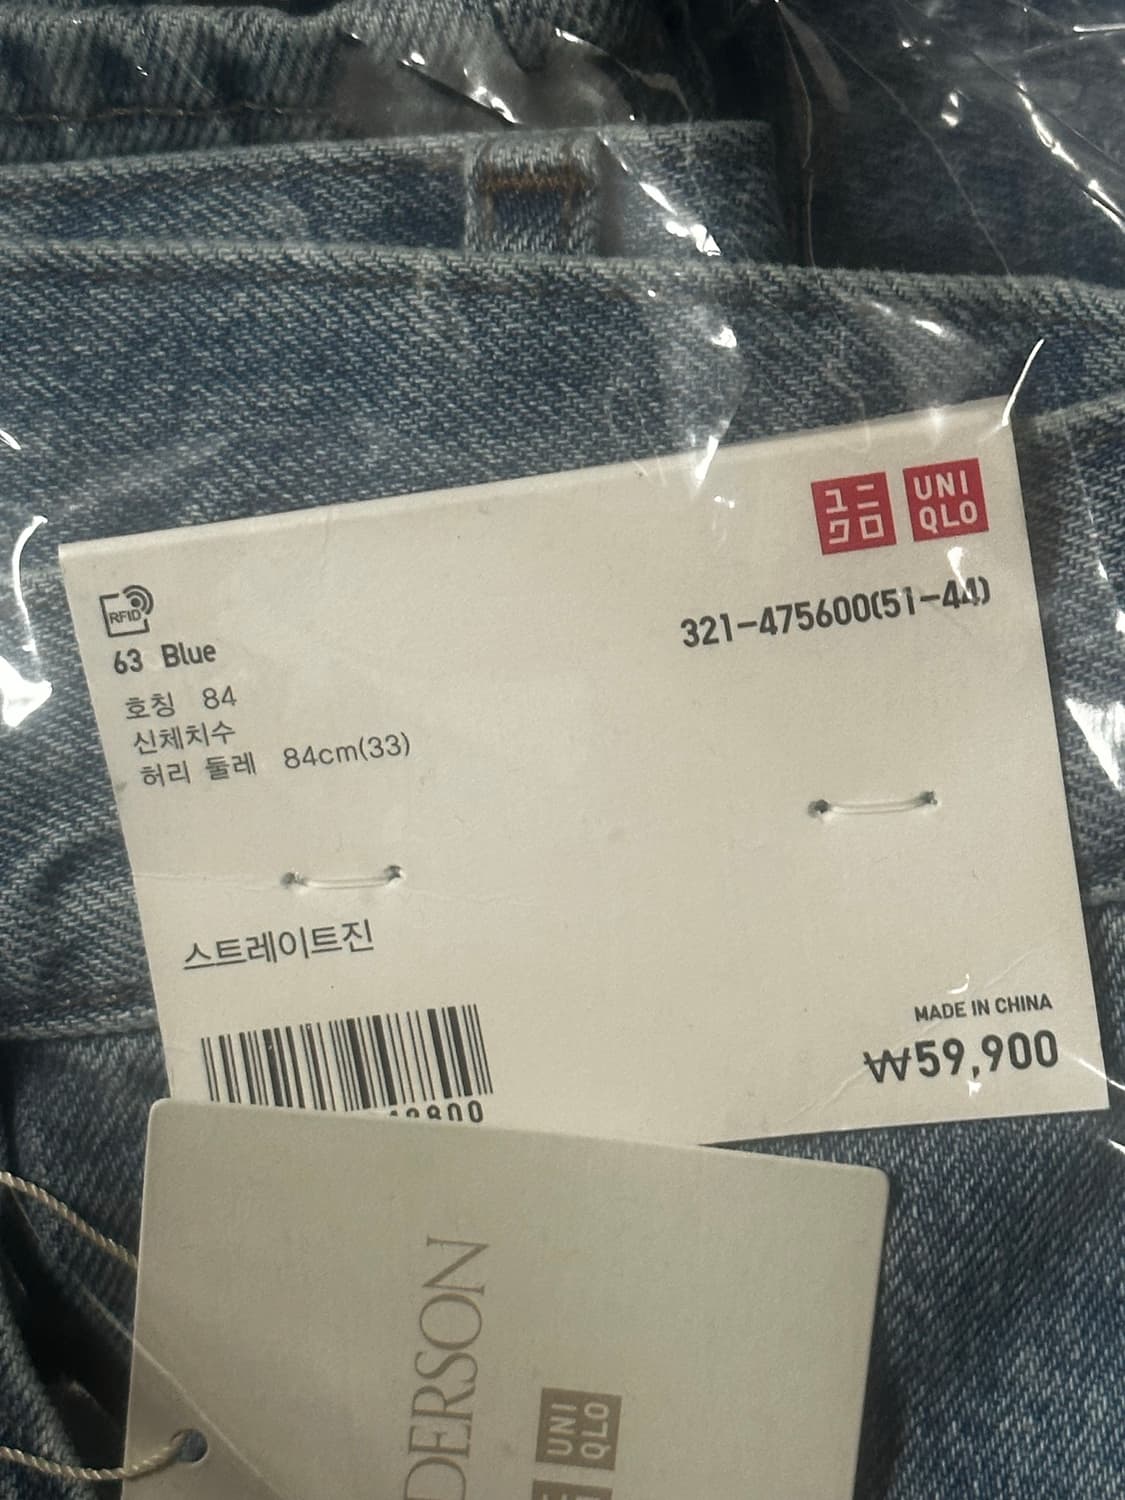 ユニ
クロ
UNI
QLO
RFID
321-475600(51-44)
63 Blue
호칭 84
신체치수
허리 둘레 84cm(33)
스트레이트진
MADE IN CHINA
₩59,900
DERSON
UNI
QLO